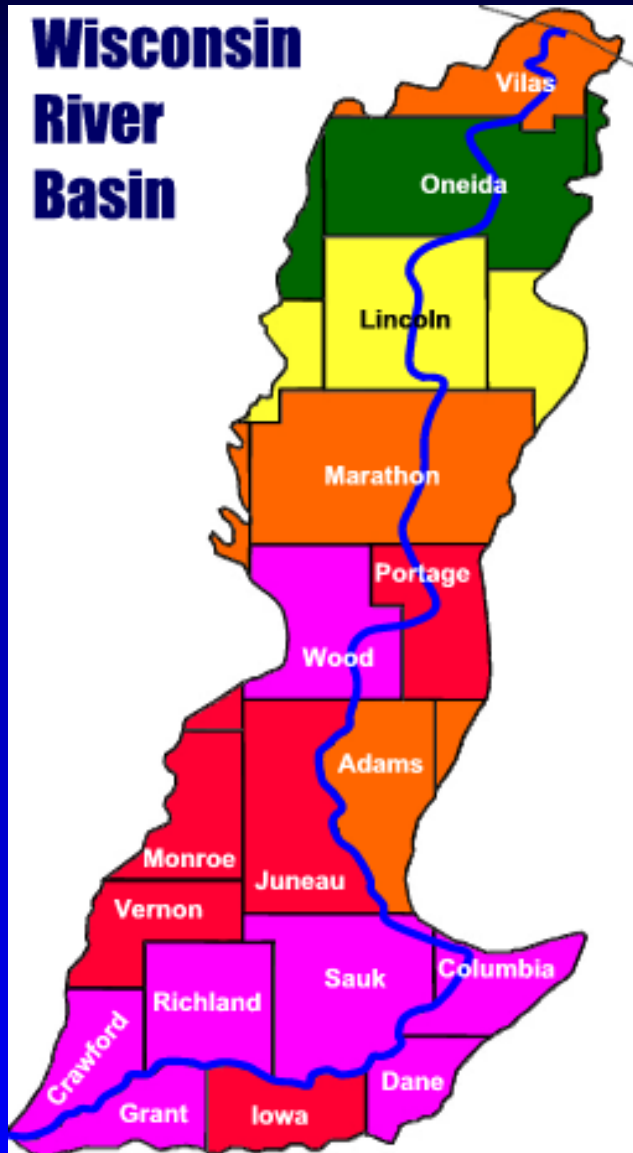 Wisconsin
River
Basin
Vilas
Oneida
Lincoln
Marathon
Portage
Wood
Adams
Monroe
Juneau
Vernon
Sauk
Columbia
Richland
Crawford
Dane
Grant
Iowa